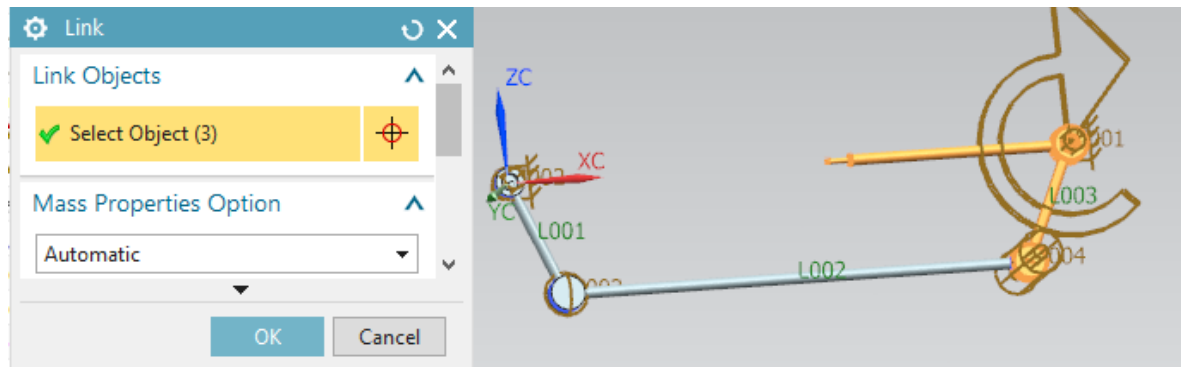 Link
Link Objects
Select Object (3)
Mass Properties Option
Automatic
OK
Cancel
ZC
XC
YC
L001
L002
L003